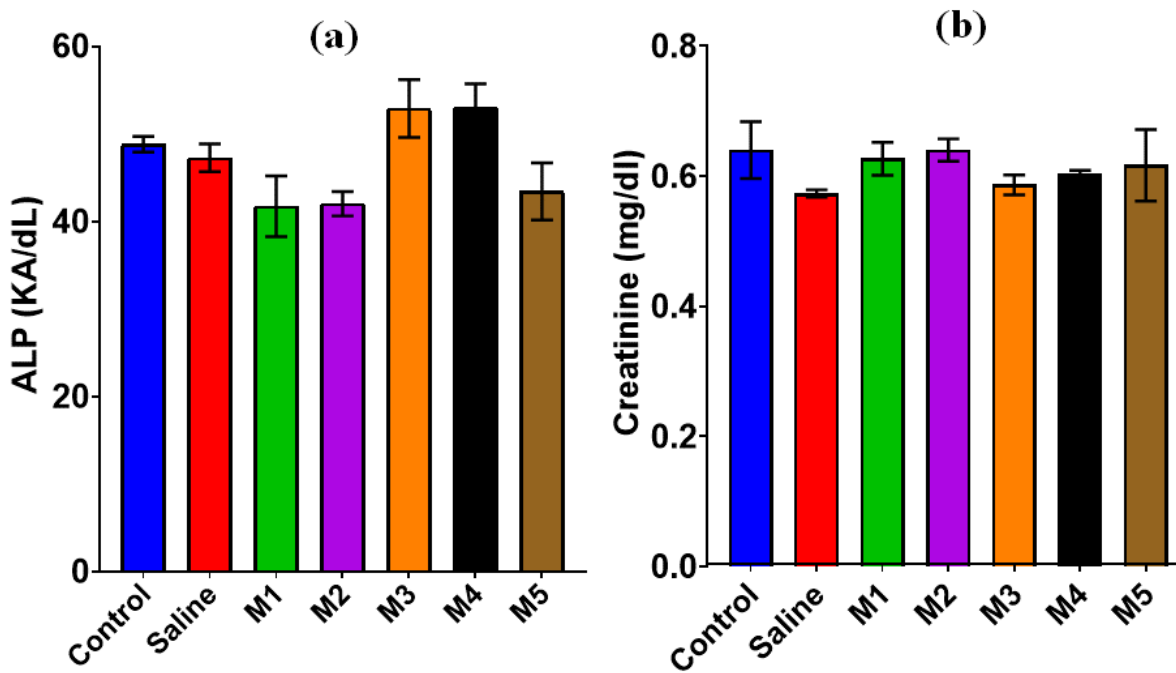 (a)
60
40
20
0
ALP (KA/dL)
Control
Saline
M1
M2
M3
M4
M5
(b)
0.8
0.6
0.4
0.2
0.0
Creatinine (mg/dl)
Control
Saline
M1
M2
M3
M4
M5